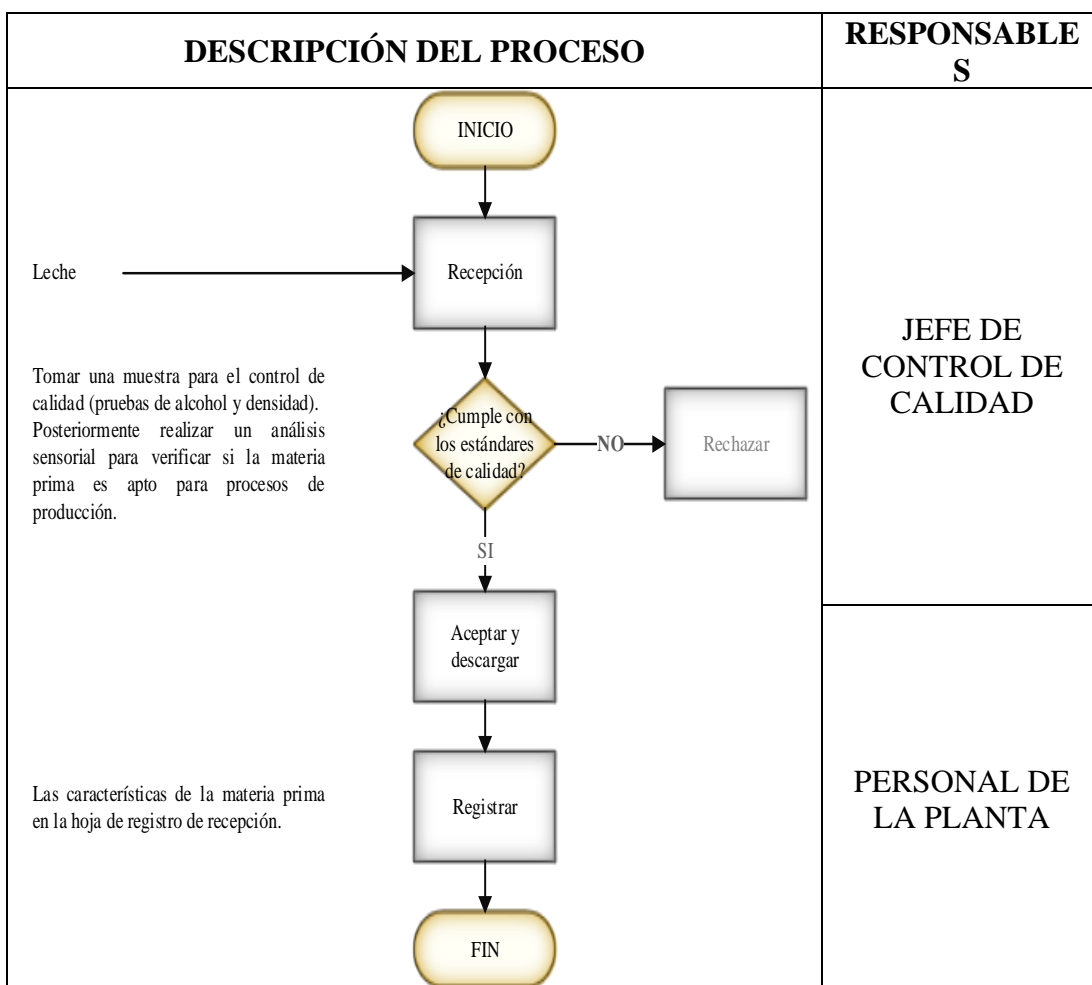 DESCRIPCIÓN DEL PROCESO
RESPONSABLE
S
INICIO
Leche
Recepción
Tomar una muestra para el control de
calidad (pruebas de alcohol y densidad).
Posteriormente realizar un análisis
sensorial para verificar si la materia
prima es apto para procesos de
producción.
¿Cumple con
los estándares
de calidad?
NO
Rechazar
SI
JEFE DE
CONTROL DE
CALIDAD
Aceptar y
descargar
Las características de la materia prima
en la hoja de registro de recepción.
Registrar
PERSONAL DE
LA PLANTA
FIN